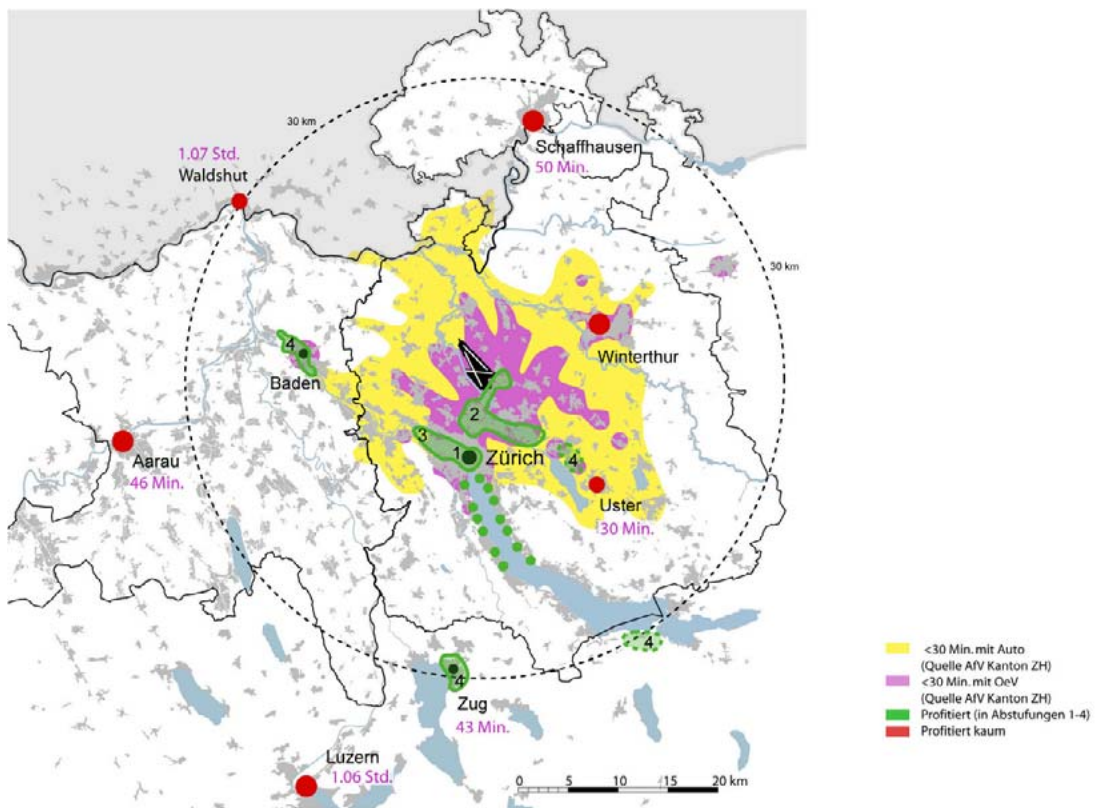 30 km
Schaffhausen
50 Min.
1.07 Std.
Waldshut
30 km
Winterthur
4
Baden
2
3
1
Zürich
4
Aarau
46 Min.
Uster
30 Min.
4
4
Zug
43 Min.
Luzern
1.06 Std.
0 5 10 15 20 km
<30 Min. mit Auto
(Quelle AfV Kanton ZH)
<30 Min. mit OeV
(Quelle AfV Kanton ZH)
Profitiert (in Abstufungen 1-4)
Profitiert kaum